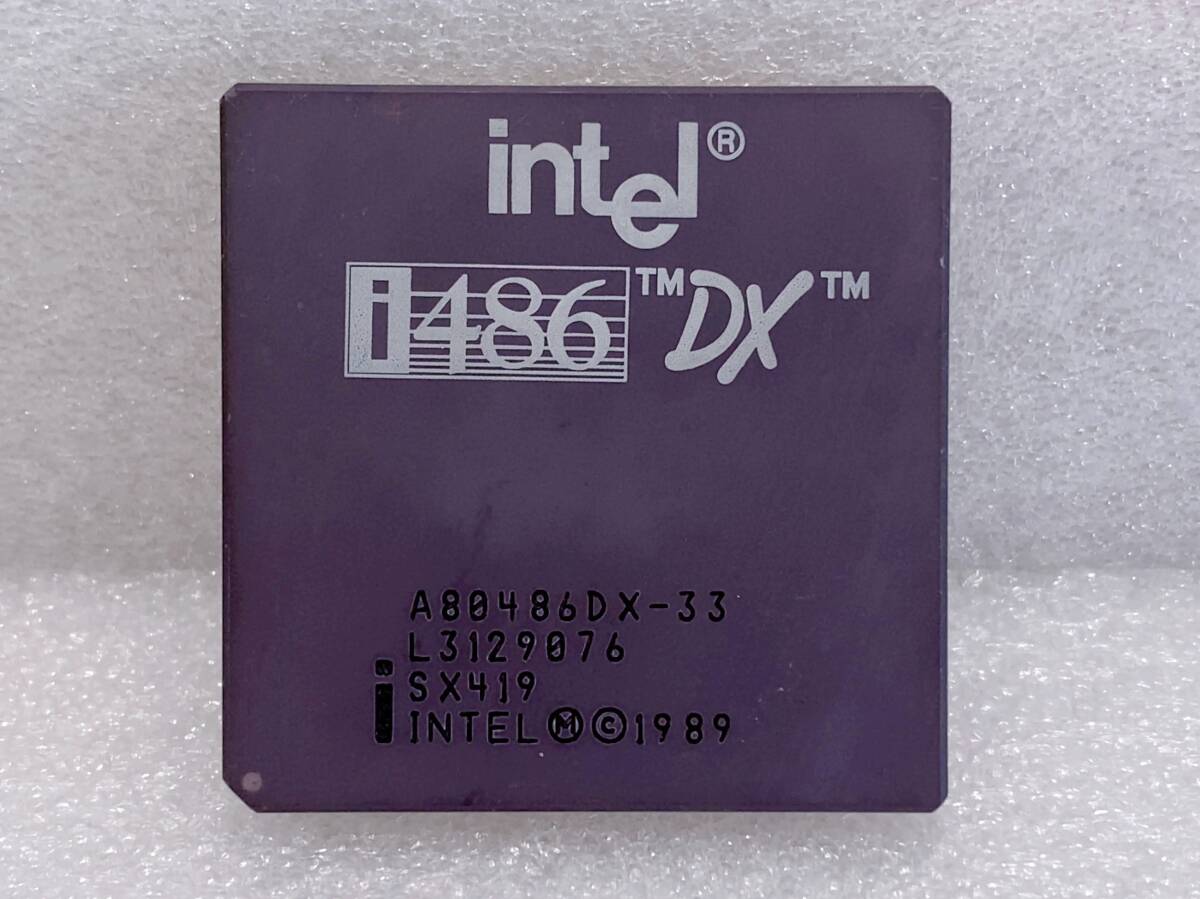 intel®
i486™ DX™
A80486DX-33
L3129076
i SX419
INTEL Ⓜ©1989